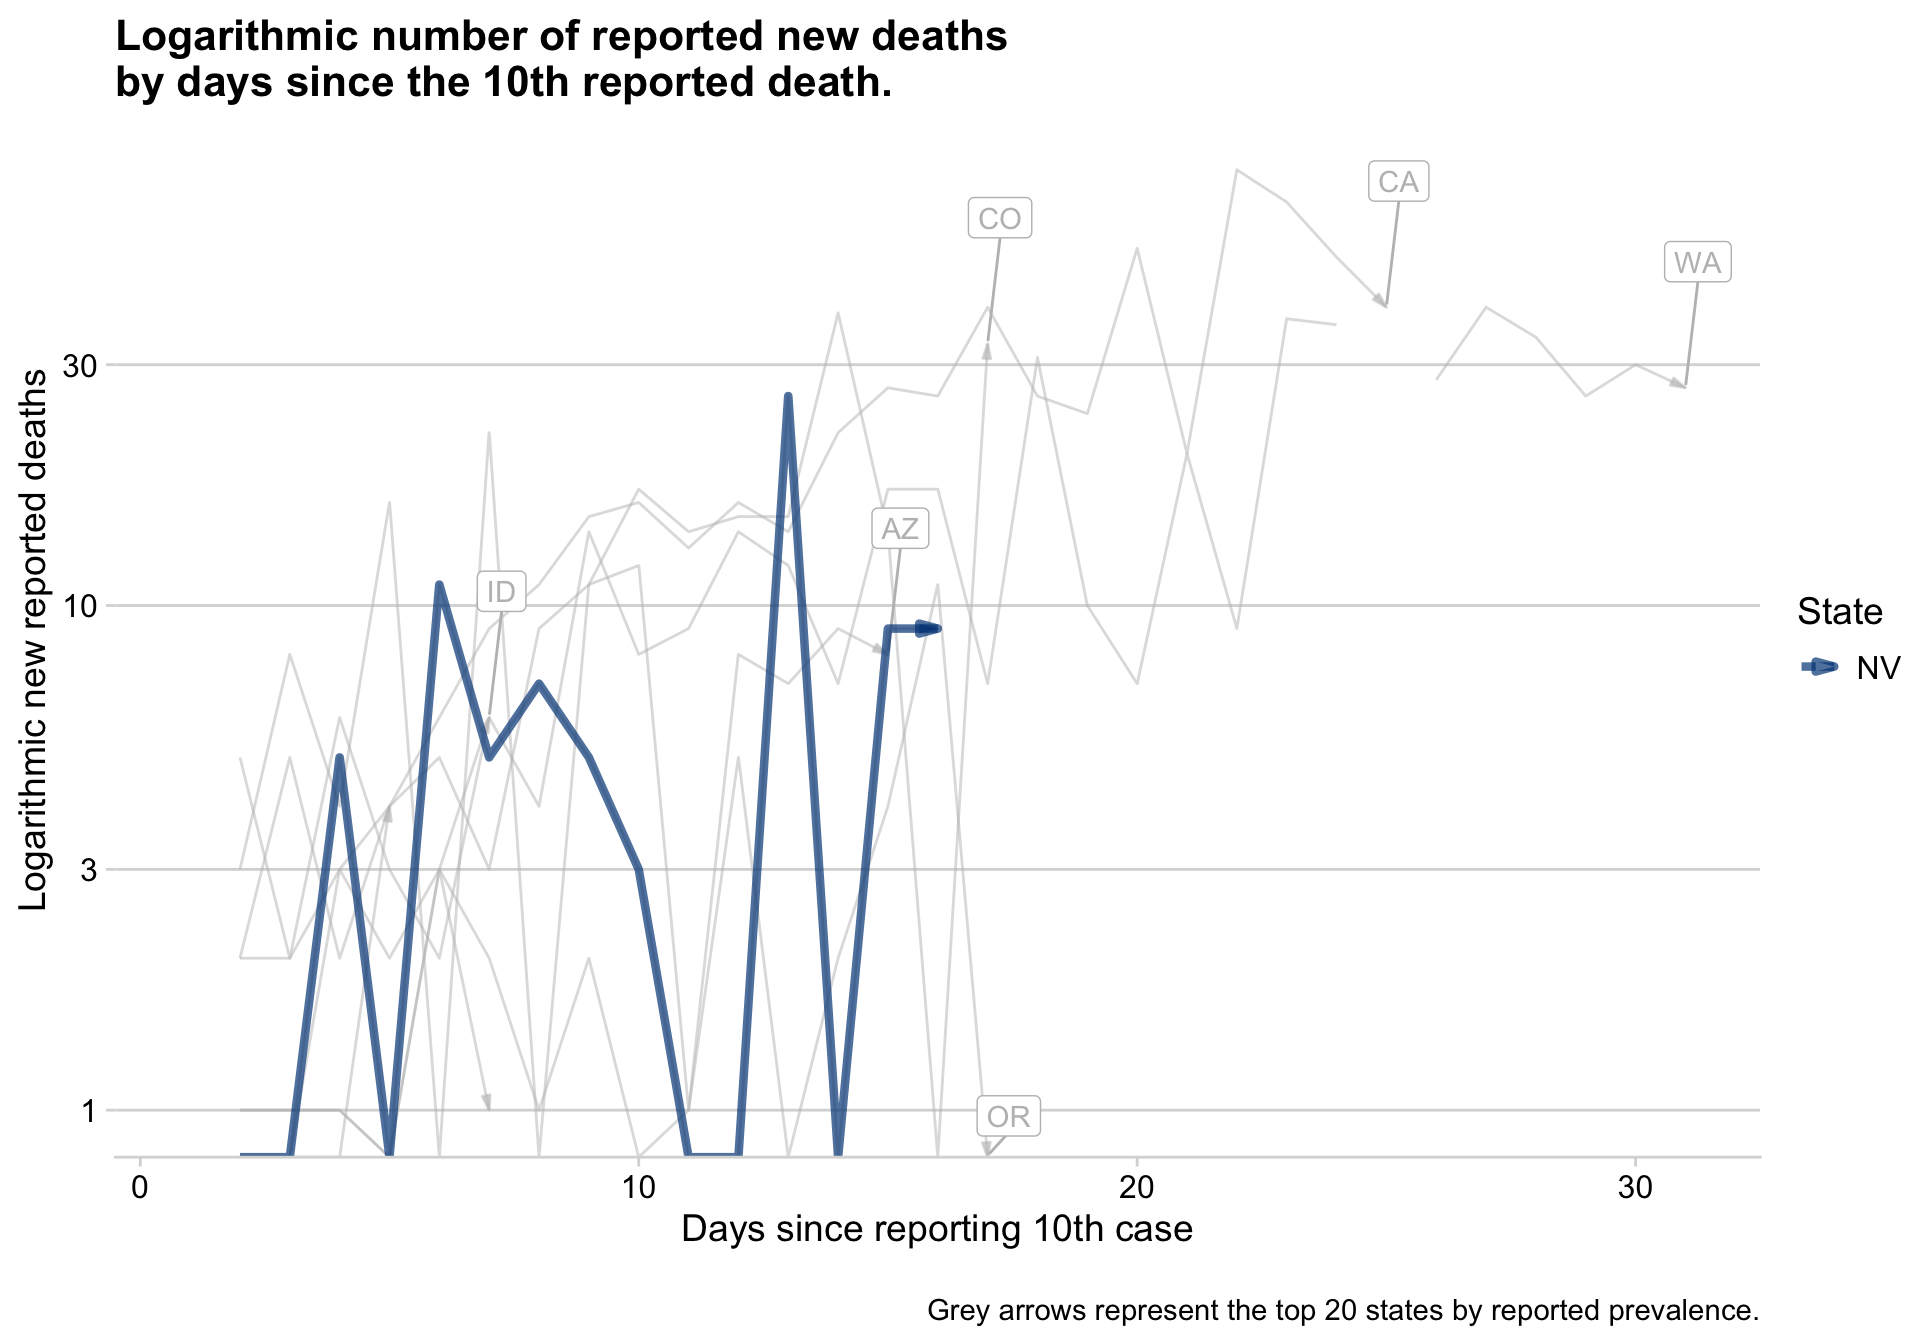 Logarithmic number of reported new deaths
by days since the 10th reported death.
CA
CO
WA
30
AZ
ID
10
State
NV
Logarithmic new reported deaths
3
1
OR
0
10
20
30
Days since reporting 10th case
Grey arrows represent the top 20 states by reported prevalence.